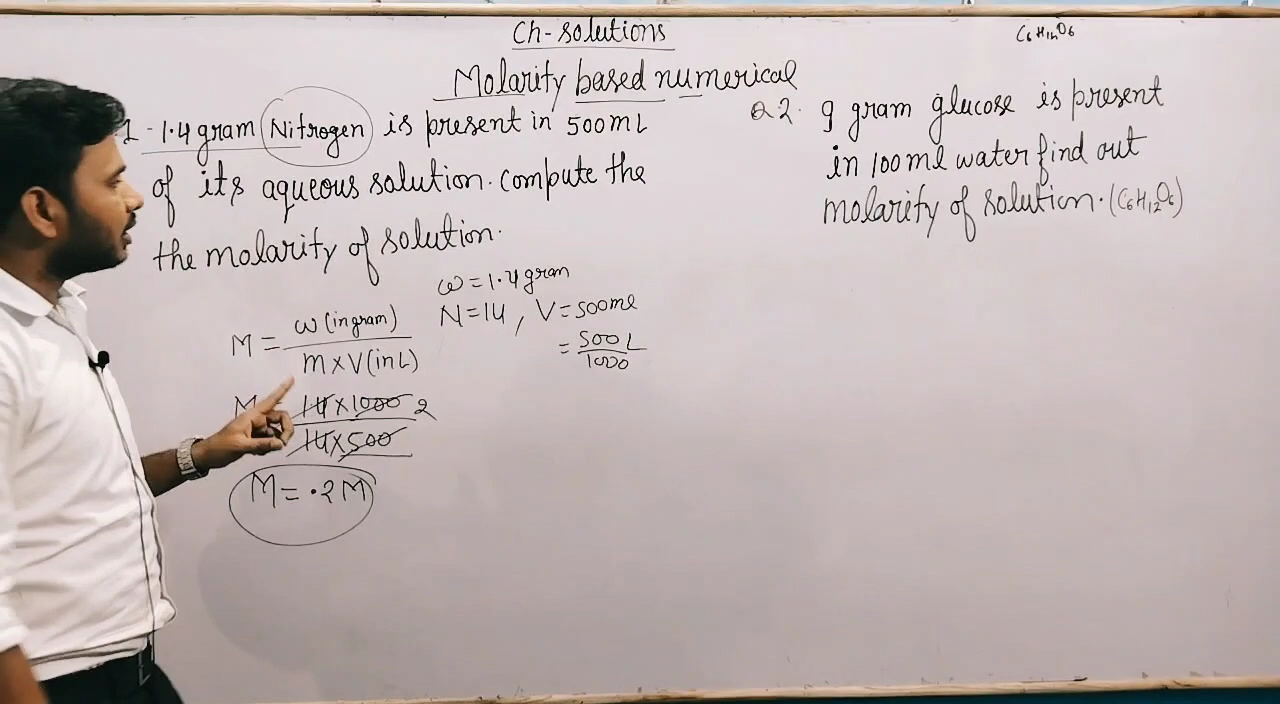 Ch-Solutions
C6H12O6
Molarity based numerical
1.4 gram Nitrogen is present in 500mL
of its aqueous solution. compute the
the molarity of solution.
W = 1.4 gram
N = 14, V = 500ml
= 500/1000 L
M = W (in gram) / m x V (in L)
14 x 1000 2
14 x 500
M = .2 M
Q 2. 9 gram glucose is present
in 100ml water find out
molarity of solution. (C6H12O6)